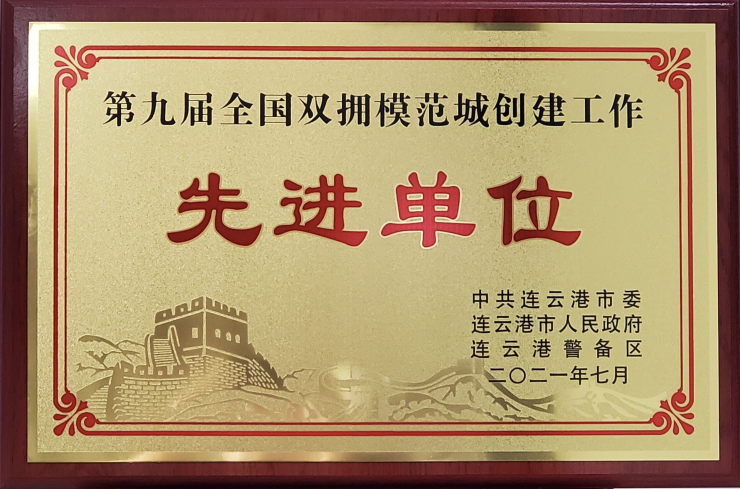 第九届全国双拥模范城创建工作
先进单位
中共连云港市委
连云港市人民政府
连云港警备区
二〇二一年七月